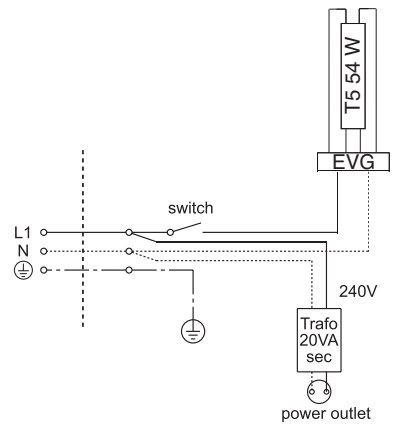 T5 54 W
EVG
switch
L1
N
240V
Trafo
20VA
sec
power outlet